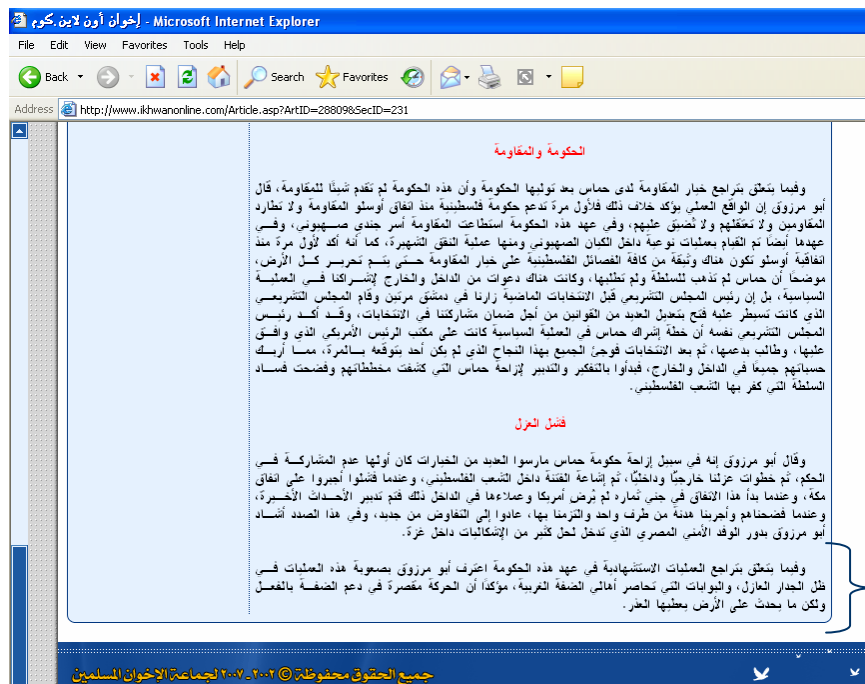 إخوان أون لاين.كوم - Microsoft Internet Explorer
File Edit View Favorites Tools Help
Back Search Favorites
Address http://www.ikhwanonline.com/Article.asp?ArtID=28809&SecID=231
الحكومة والمقاومة
وفيما يتعلق بتراجع خيار المقاومة لدى حماس بعد توليها الحكومة وأن هذه الحكومة لم تقدم شيئًا للمقاومة، قال
أبو مرزوق إن الواقع العملي يؤكد خلاف ذلك فلأول مرة تدعم حكومة فلسطينية منذ اتفاق أوسلو المقاومة ولا تطارد
المقاومين ولا تعتقلهم ولا تُضيق عليهم، وفي عهد هذه الحكومة استطاعت المقاومة أسر جندي صهيوني، وفي
عهدها أيضًا تم القيام بعمليات نوعية داخل الكيان الصهيوني ومنها عملية النفق الشهيرة، كما أنه أكد لأول مرة منذ
اتفاقية أوسلو تكون هناك وثيقة من كافة الفصائل الفلسطينية على خيار المقاومة حتى يتم تحرير كل الأرض،
موضحًا أن حماس لم تذهب للسلطة ولم تطلبها، وكانت هناك دعوات من الداخل والخارج لإشراكنا في العملية
السياسية، بل إن رئيس المجلس التشريعي قبل الانتخابات الماضية زارنا في دمشق مرتين وقام المجلس التشريعي
الذي كانت تسيطر عليه فتح بتعديل العديد من القوانين من أجل ضمان مشاركتنا في الانتخابات، وقد أكد رئيس
المجلس التشريعي نفسه أن خطة إشراك حماس في العملية السياسية كانت على مكتب الرئيس الأمريكي الذي وافق
عليها، وطالب بدعمها، ثم بعد الانتخابات فوجئ الجميع بهذا النجاح الذي لم يكن أحد يتوقعه بالمرة، مما أربك
حساباتهم جميعًا في الداخل والخارج، فبدأوا بالتفكير والتدبير لإزاحة حماس التي كشفت مخططاتهم وفضحت فساد
السلطة التي كفر بها الشعب الفلسطيني.
فشل العزل
وقال أبو مرزوق إنه في سبيل إزاحة حكومة حماس مارسوا العديد من الخيارات كان أولها عدم المشاركة في
الحكم، ثم خطوات عزلنا خارجيًّا وداخليًّا، ثم إشاعة الفتنة داخل الشعب الفلسطيني، وعندما فشلوا أجبروا على اتفاق
مكة، وعندما بدأ هذا الاتفاق في جني ثماره لم يُرض أمريكا وعملاءها في الداخل ذلك فتم تدبير الأحداث الأخيرة،
وعندما فضحناهم وأجرينا هدنة من طرف واحد والتزمنا بها، عادوا إلى التفاوض من جديد، وفي هذا الصدد أشاد
أبو مرزوق بدور الوفد الأمني المصري الذي تدخل لحل كثير من الإشكاليات داخل غزة.
وفيما يتعلق بتراجع العمليات الاستشهادية في عهد هذه الحكومة اعترف أبو مرزوق بصعوبة هذه العمليات في
ظل الجدار العازل، والبوابات التي تحاصر أهالي الضفة الغربية، مؤكدًا أن الحركة مقصرة في دعم الضفة بالفعل
ولكن ما يحدث على الأرض يعطيها العذر.
جميع الحقوق محفوظة © ٢٠٠٢ ـ ٢٠٠٧ لجماعة الإخوان المسلمين